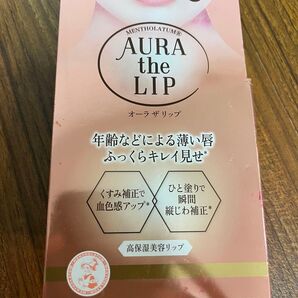 MENTHOLATUM®
AURA
the
LIP
オーラ ザ リップ
年齢などによる薄い唇
ふっくらキレイ見せ*
くすみ補正で
血色感アップ*
ひと塗りで
瞬間
縦じわ補正*
高保湿美容リップ